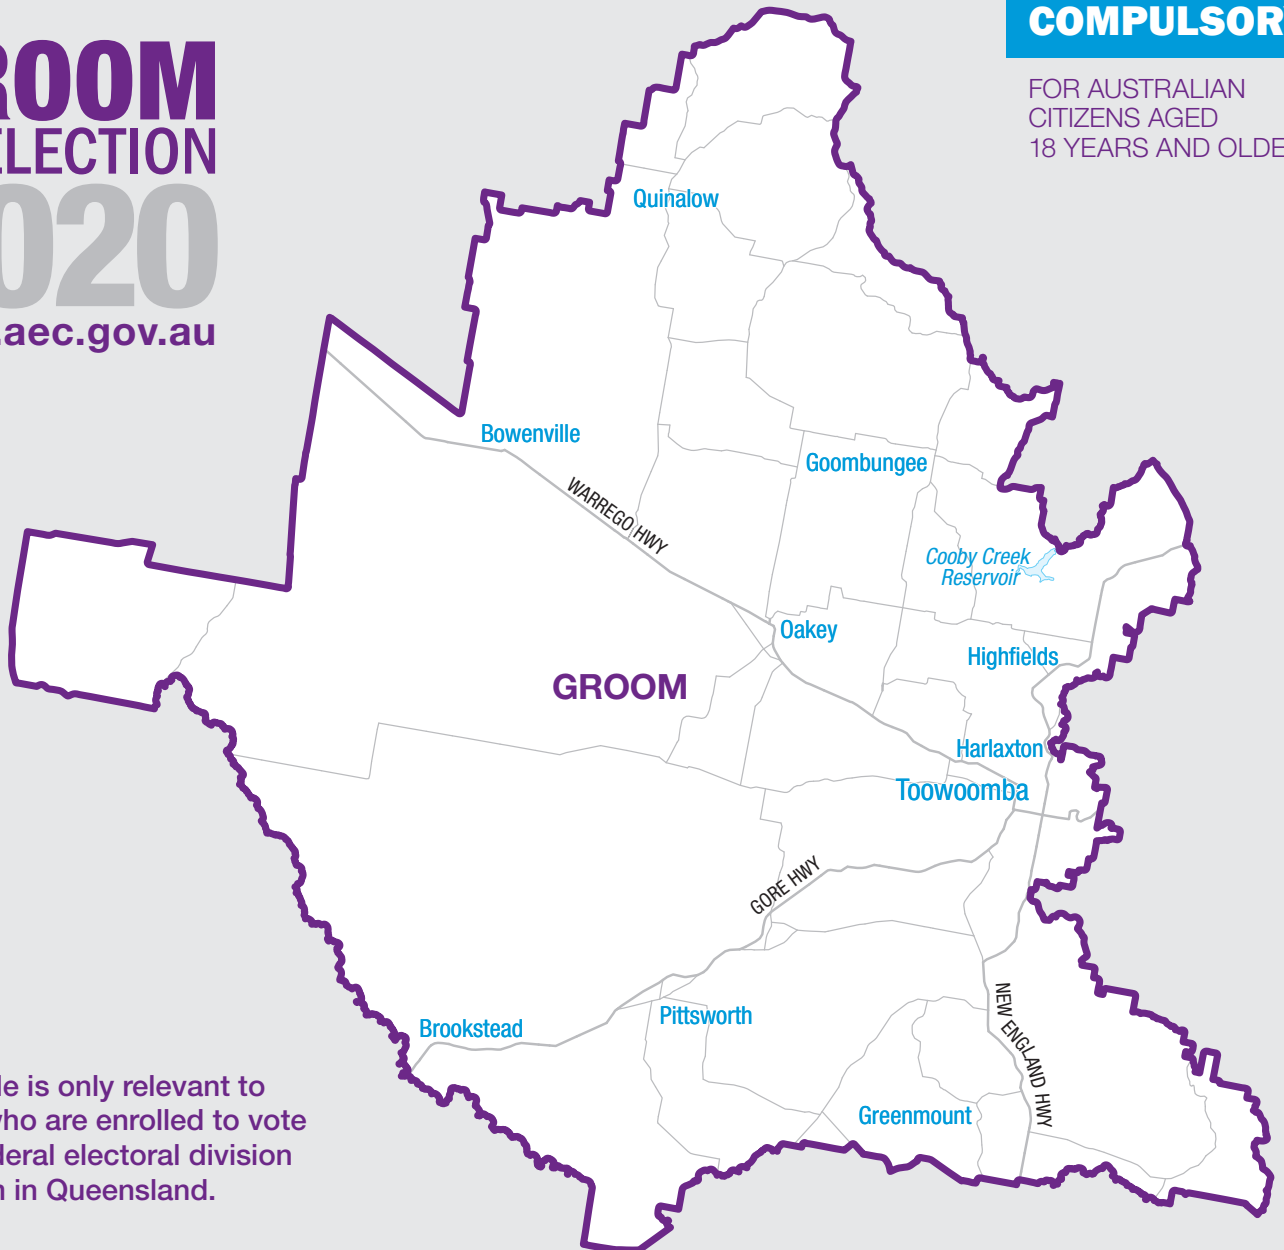 ROOM
ELECTION
020
.aec.gov.au
COMPULSOR
FOR AUSTRALIAN
CITIZENS AGED
18 YEARS AND OLDE
Quinalow
Bowenville
WARREGO HWY
Goombungee
Cooby Creek
Reservoir
Oakey
Highfields
GROOM
Harlaxton
Toowoomba
GORE HWY
NEW ENGLAND HWY
Pittsworth
Brookstead
Greenmount
le is only relevant to
who are enrolled to vote
deral electoral division
n in Queensland.